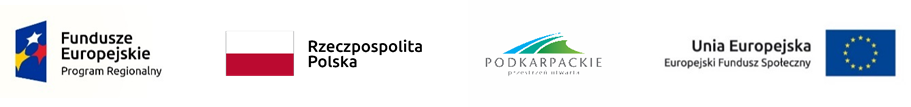 Fundusze
Europejskie
Program Regionalny
Rzeczpospolita
Polska
PODKARPACKIE
przestrzeń otwarta
Unia Europejska
Europejski Fundusz Społeczny